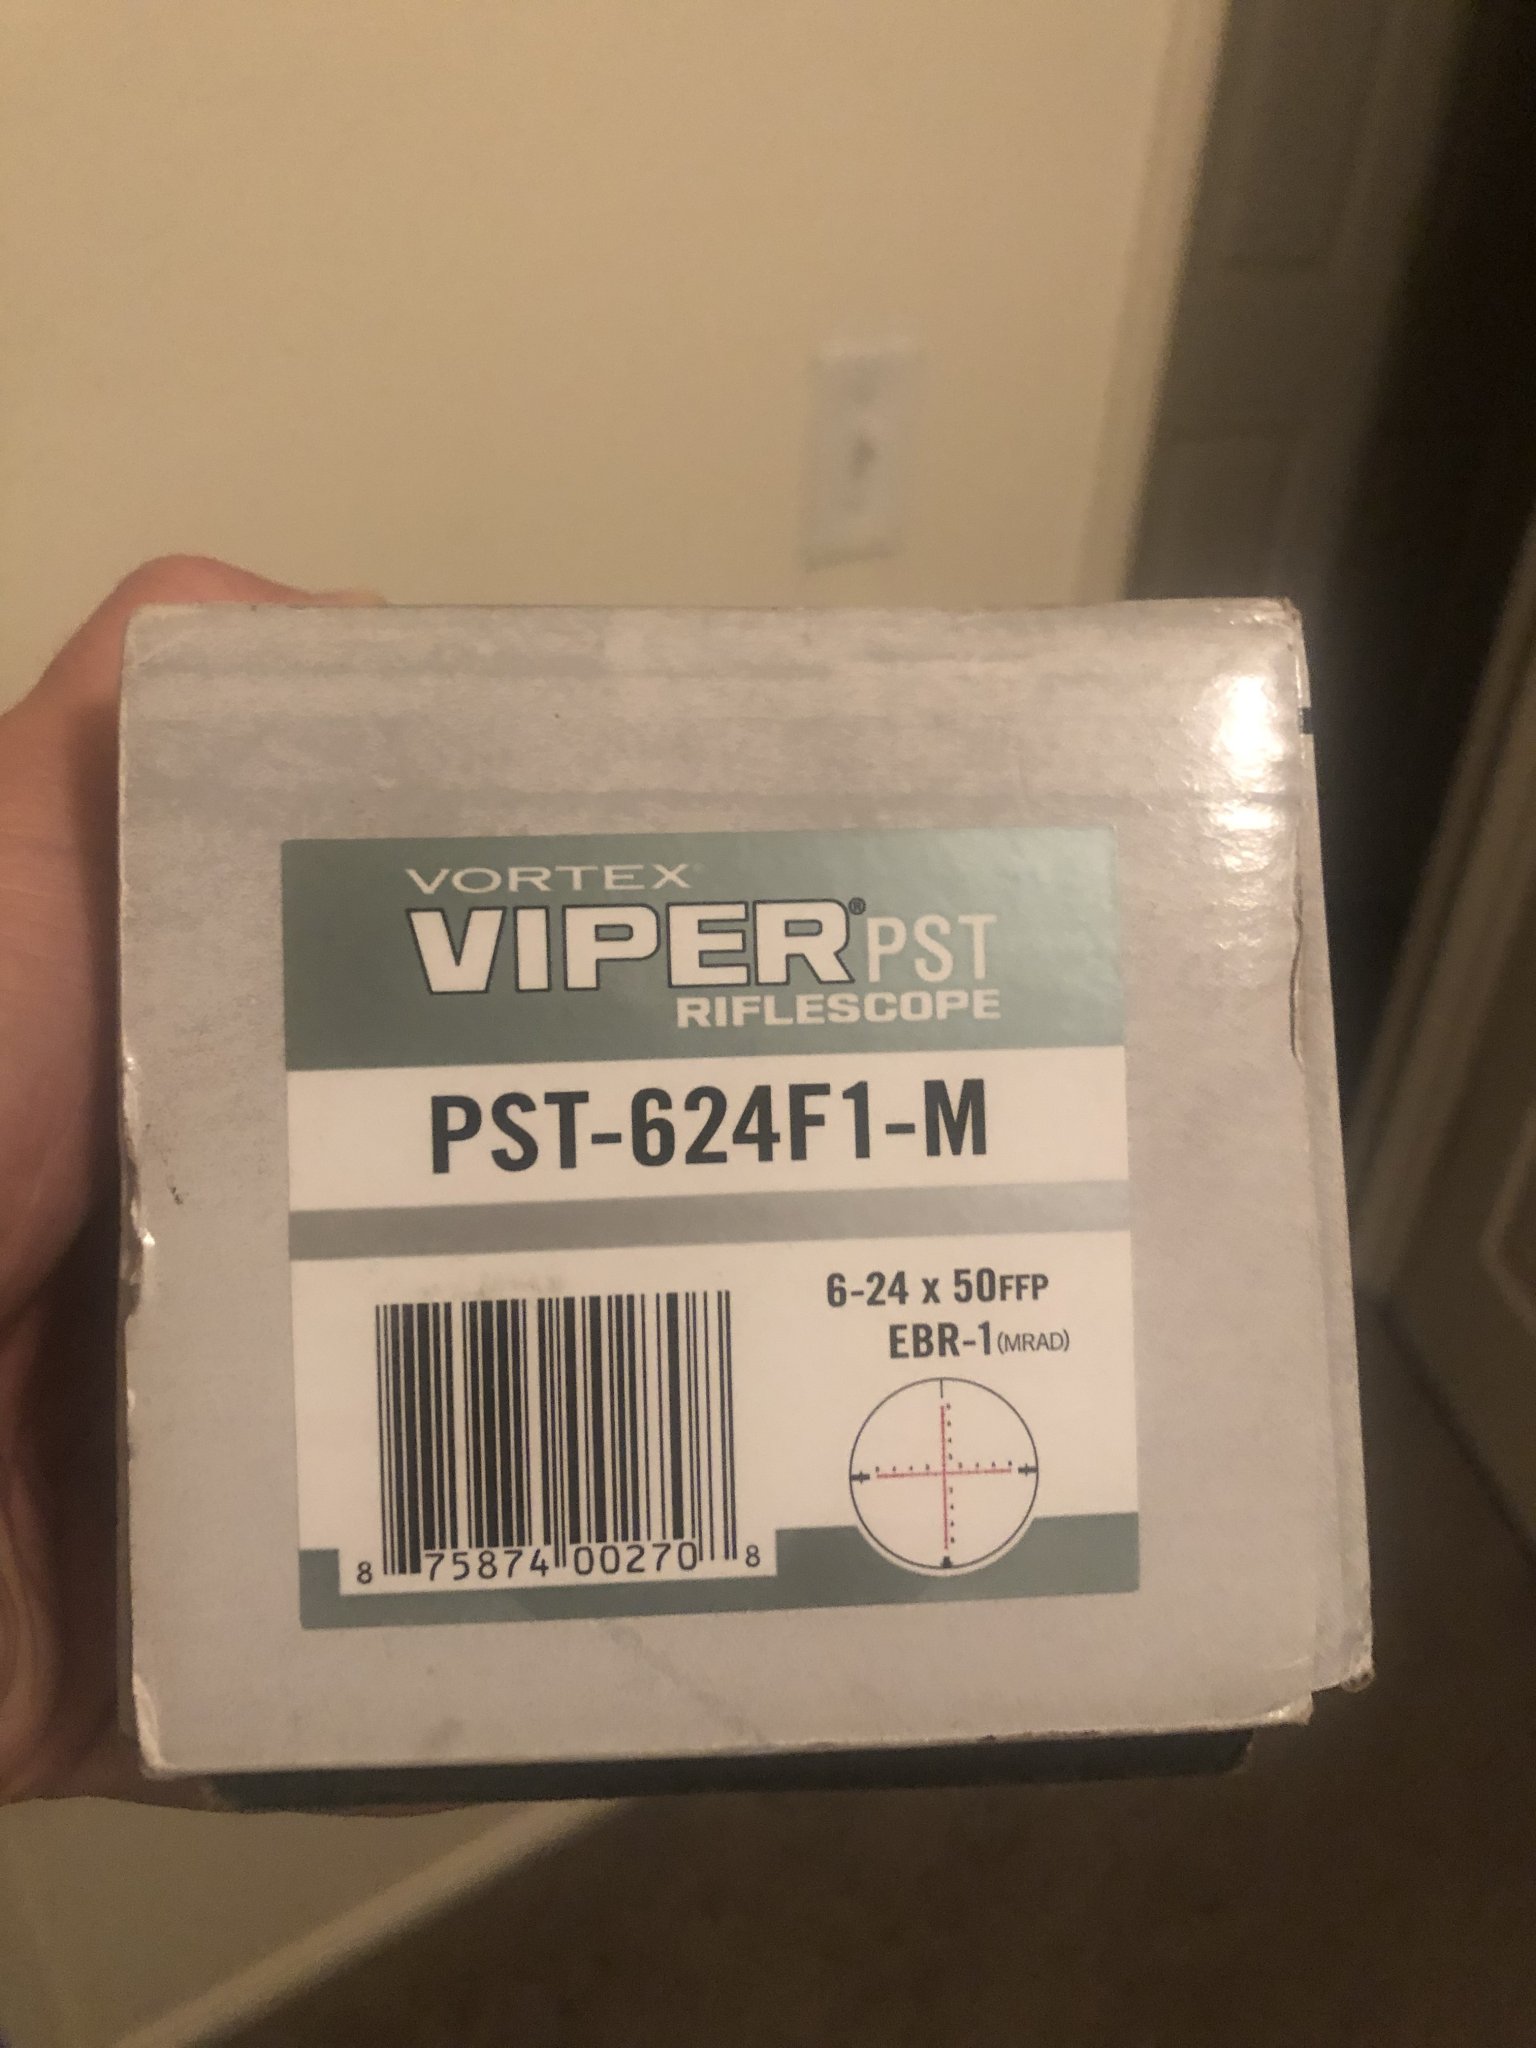 VORTEX
VIPER® PST
RIFLESCOPE
PST-624F1-M
6-24 x 50FFP
EBR-1(MRAD)
8 75874 00270 8